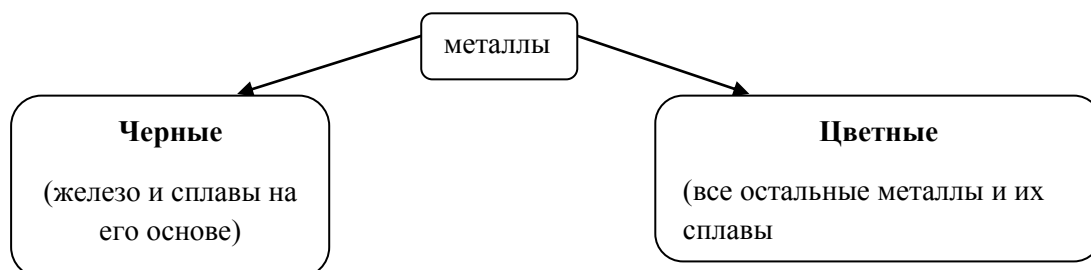 металлы
Черные
(железо и сплавы на
его основе)
Цветные
(все остальные металлы и их
сплавы